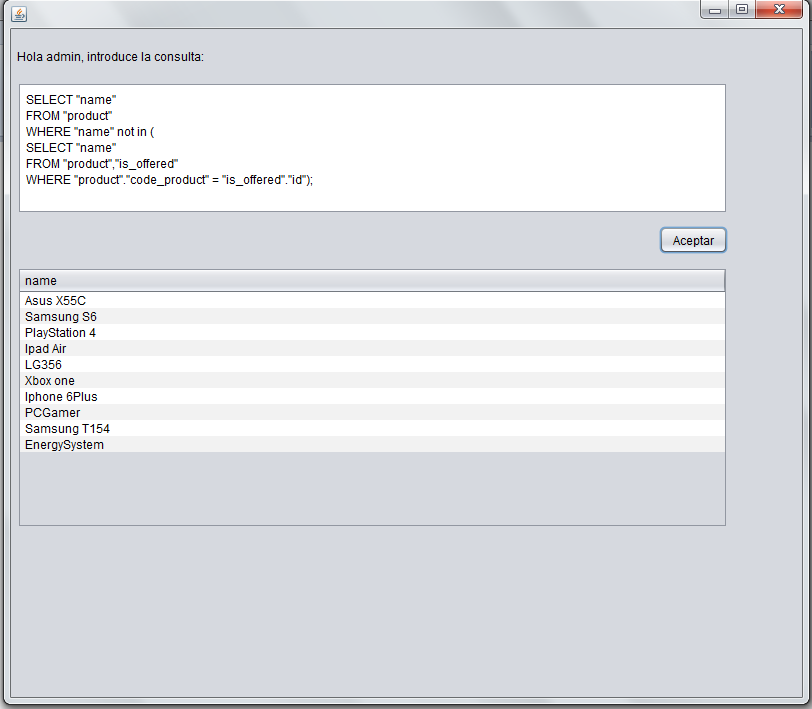 Hola admin, introduce la consulta:
SELECT "name"
FROM "product"
WHERE "name" not in (
SELECT "name"
FROM "product","is_offered"
WHERE "product"."code_product" = "is_offered"."id");
Aceptar
name
Asus X55C
Samsung S6
PlayStation 4
Ipad Air
LG356
Xbox one
Iphone 6Plus
PCGamer
Samsung T154
EnergySystem